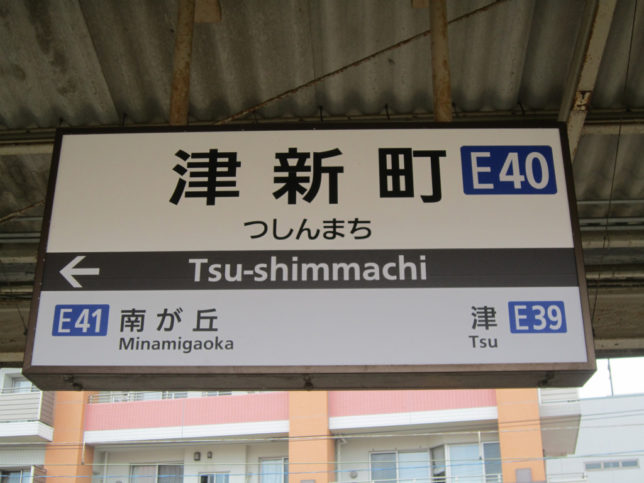 津新町 E40
つしんまち
← Tsu-shimmachi
E41 南が丘 津 E39
Minamigaoka Tsu